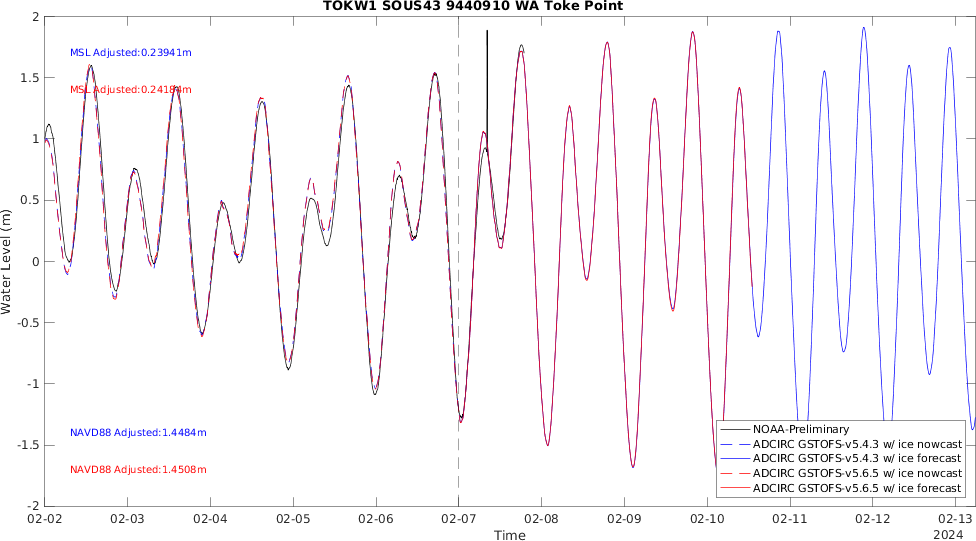 TOKW1 SOUS43 9440910 WA Toke Point
MSL Adjusted:0.23941m
MSL Adjusted:0.24184m
NAVD88 Adjusted:1.4484m
NAVD88 Adjusted:1.4508m
Water Level (m)
2
1.5
1
0.5
0
-0.5
-1
-1.5
-2
NOAA-Preliminary
ADCIRC GSTOFS-v5.4.3 w/ ice nowcast
ADCIRC GSTOFS-v5.4.3 w/ ice forecast
ADCIRC GSTOFS-v5.6.5 w/ ice nowcast
ADCIRC GSTOFS-v5.6.5 w/ ice forecast
02-02 02-03 02-04 02-05 02-06 02-07 02-08 02-09 02-10 02-11 02-12 02-13
Time
2024